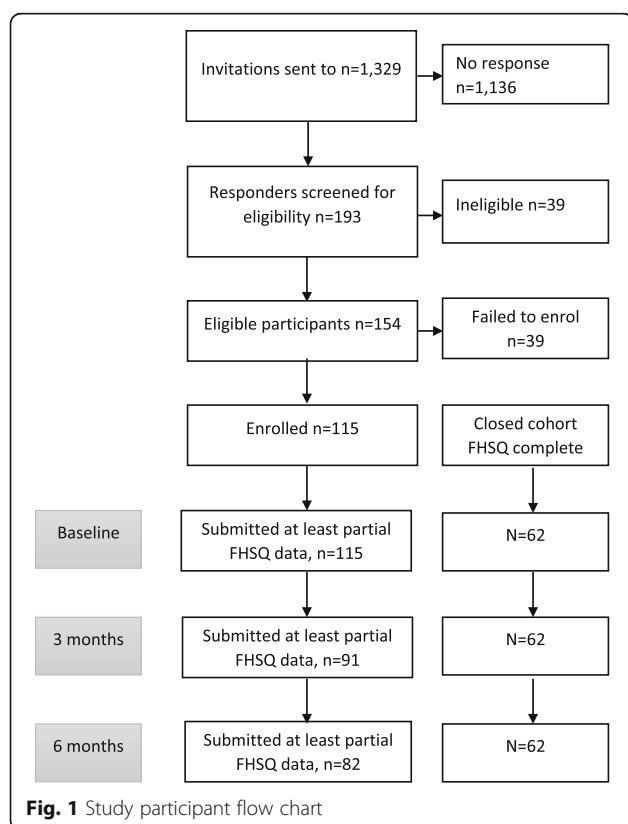 Invitations sent to n=1,329
No response
n=1,136
Responders screened for
eligibility n=193
Ineligible n=39
Eligible participants n=154
Failed to enrol
n=39
Enrolled n=115
Closed cohort
FHSQ complete
Baseline
Submitted at least partial
FHSQ data, n=115
N=62
3 months
Submitted at least partial
FHSQ data, n=91
N=62
6 months
Submitted at least partial
FHSQ data, n=82
N=62
Fig. 1 Study participant flow chart